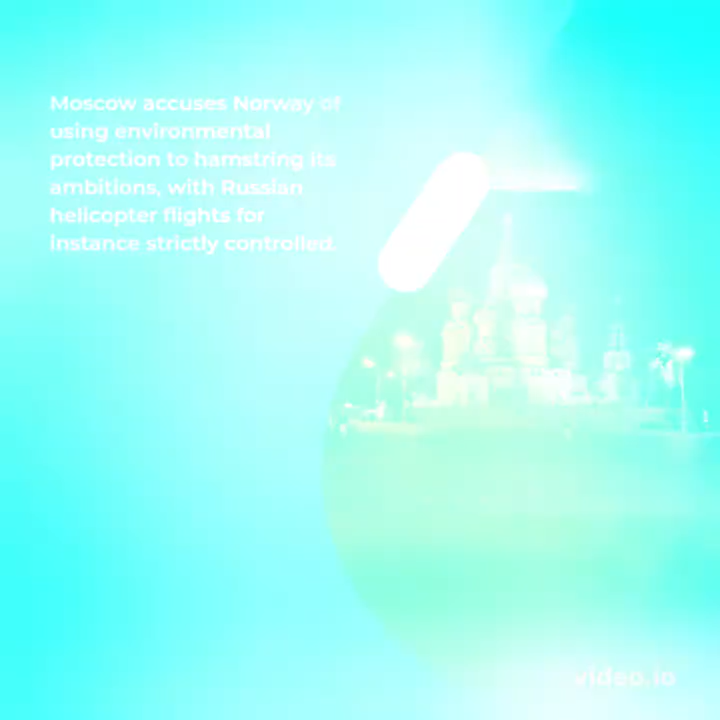 Moscow accuses Norway of
using environmental
protection to hamstring its
ambitions, with Russian
helicopter flights for
instance strictly controlled.
video.io